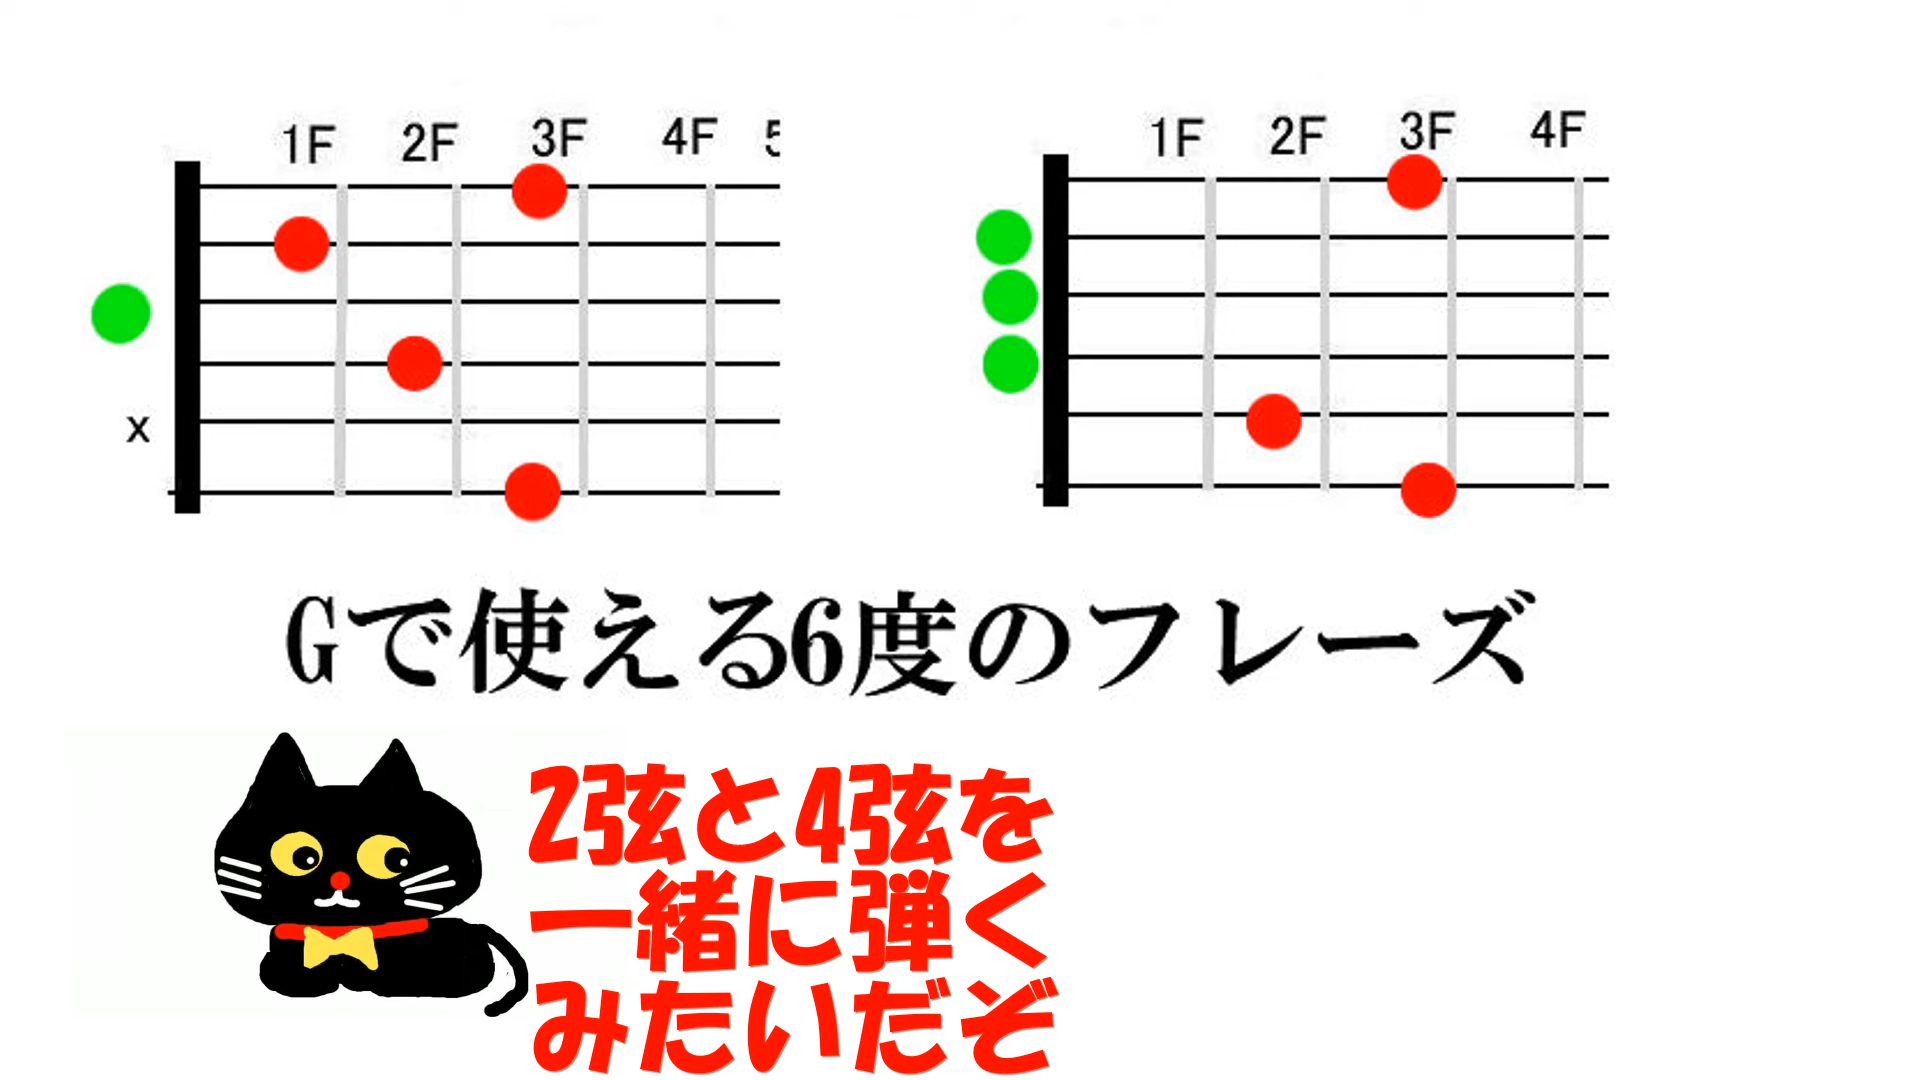 1F 2F 3F 4F 5
1F 2F 3F 4F
x
Gで使える6度のフレーズ
2弦と4弦を
一緒に弾く
みたいだぞ